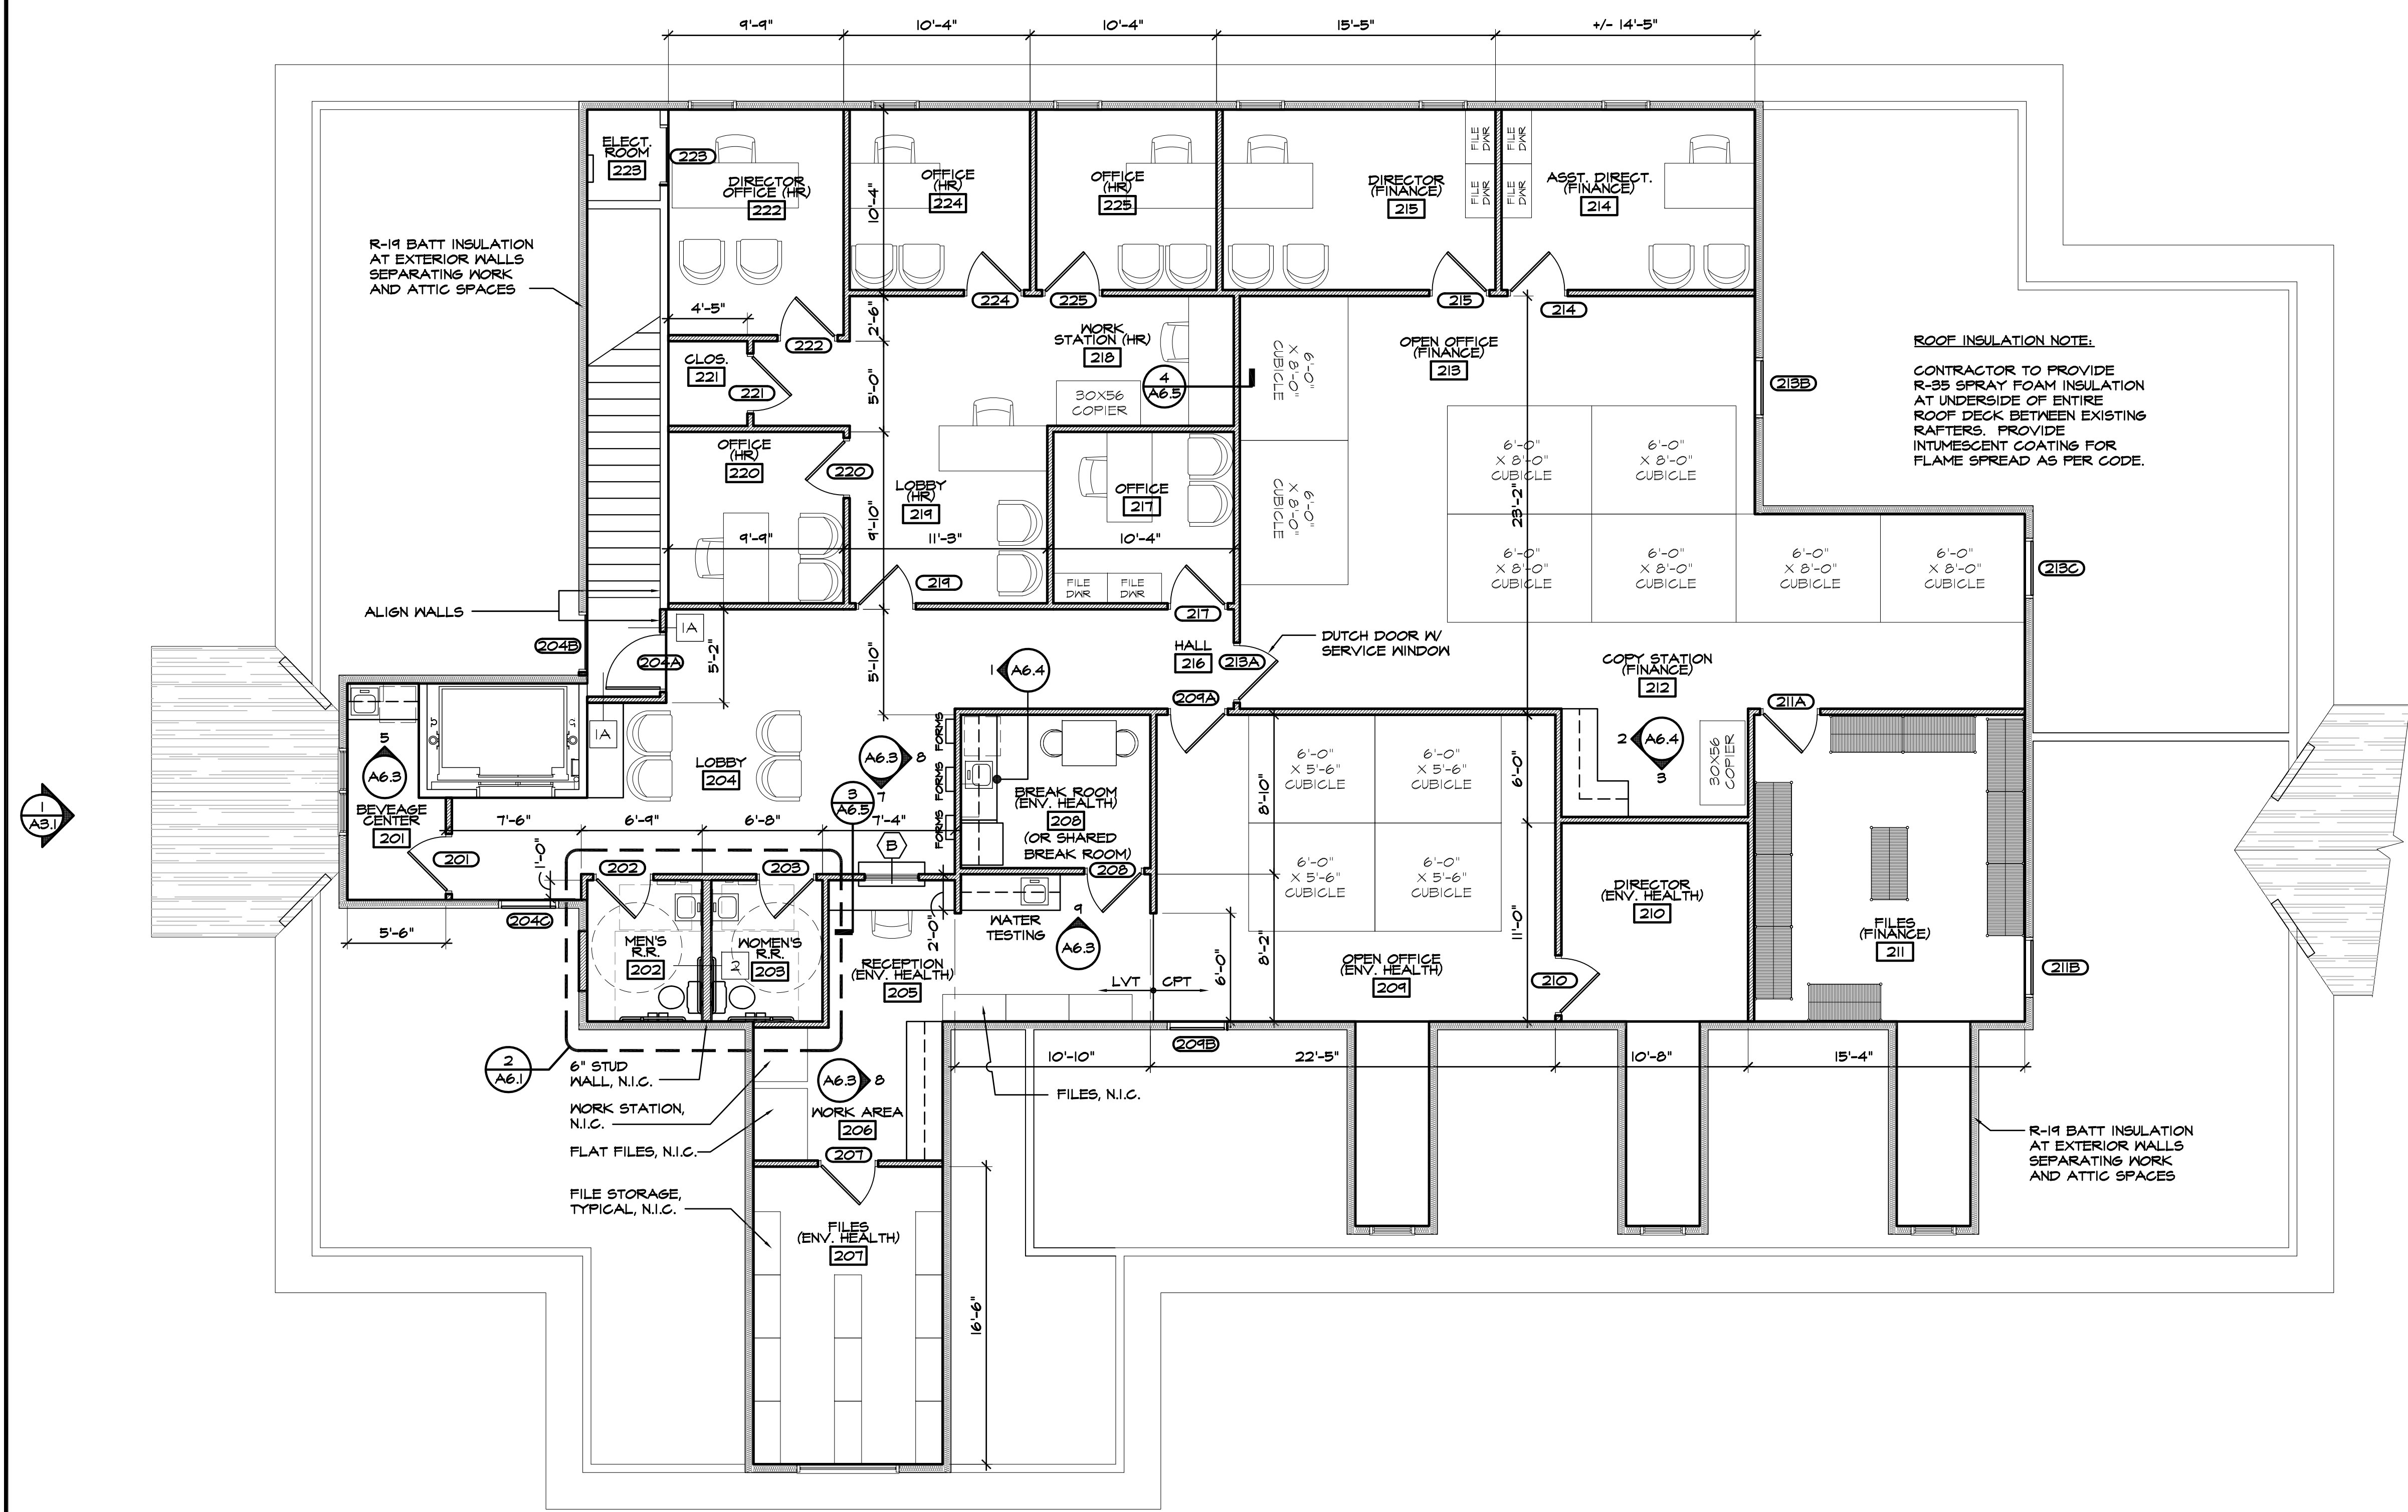 9'-9"
10'-4"
10'-4"
15'-5"
+/- 14'-5"
ELECT.
ROOM
223
223
DIRECTOR
OFFICE (HR)
222
OFFICE
(HR)
224
OFFICE
(HR)
225
DIRECTOR
(FINANCE)
215
FILE
DWR
FILE
DWR
FILE
DWR
FILE
DWR
ASST. DIRECT.
(FINANCE)
214
10'-4"
R-19 BATT INSULATION
AT EXTERIOR WALLS
SEPARATING WORK
AND ATTIC SPACES
4'-5"
2'-6"
224
225
215
214
222
CLOS.
221
221
5'-0"
WORK
STATION (HR)
218
30X56
COPIER
4
A6.5
6'-0"
X 8'-0"
CUBICLE
OPEN OFFICE
(FINANCE)
213
213B
ROOF INSULATION NOTE:
CONTRACTOR TO PROVIDE
R-35 SPRAY FOAM INSULATION
AT UNDERSIDE OF ENTIRE
ROOF DECK BETWEEN EXISTING
RAFTERS.  PROVIDE
INTUMESCENT COATING FOR
FLAME SPREAD AS PER CODE.
OFFICE
(HR)
220
220
LOBBY
(HR)
219
OFFICE
217
6'-0"
X 8'-0"
CUBICLE
6'-0"
X 8'-0"
CUBICLE
6'-0"
X 8'-0"
CUBICLE
23'-2"
9'-10"
9'-9"
11'-3"
10'-4"
6'-0"
X 8'-0"
CUBICLE
6'-0"
X 8'-0"
CUBICLE
6'-0"
X 8'-0"
CUBICLE
6'-0"
X 8'-0"
CUBICLE
213C
219
FILE
DWR
FILE
DWR
217
ALIGN WALLS
1A
204B
204A
5'-2"
5'-10"
1
A6.4
HALL
216
213A
DUTCH DOOR W/
SERVICE WINDOW
209A
COPY STATION
(FINANCE)
212
211A
1A
5
A6.3
LOBBY
204
A6.3
8
7
FORMS
FORMS
FORMS
3
A6.5
BREAK ROOM
(ENV. HEALTH)
208
(OR SHARED
BREAK ROOM)
208
6'-0"
X 5'-6"
CUBICLE
6'-0"
X 5'-6"
CUBICLE
8'-10"
6'-0"
2
A6.4
3
30X56
COPIER
1
A3.1
BEVEAGE
CENTER
201
201
7'-6"
6'-9"
6'-8"
7'-4"
B
1'-0"
202
203
6'-0"
X 5'-6"
CUBICLE
6'-0"
X 5'-6"
CUBICLE
204C
5'-6"
MEN'S
R.R.
202
2
WOMEN'S
R.R.
203
2'-0"
WATER
TESTING
9
A6.3
RECEPTION
(ENV. HEALTH)
205
LVT
CPT
6'-0"
8'-2"
OPEN OFFICE
(ENV. HEALTH)
209
11'-0"
DIRECTOR
(ENV. HEALTH)
210
210
FILES
(FINANCE)
211
211B
209B
10'-10"
22'-5"
10'-8"
15'-4"
2
A6.1
6" STUD
WALL, N.I.C.
WORK STATION,
N.I.C.
FLAT FILES, N.I.C.
FILE STORAGE,
TYPICAL, N.I.C.
A6.3
8
WORK AREA
206
207
FILES, N.I.C.
R-19 BATT INSULATION
AT EXTERIOR WALLS
SEPARATING WORK
AND ATTIC SPACES
FILES
(ENV. HEALTH)
207
16'-6"